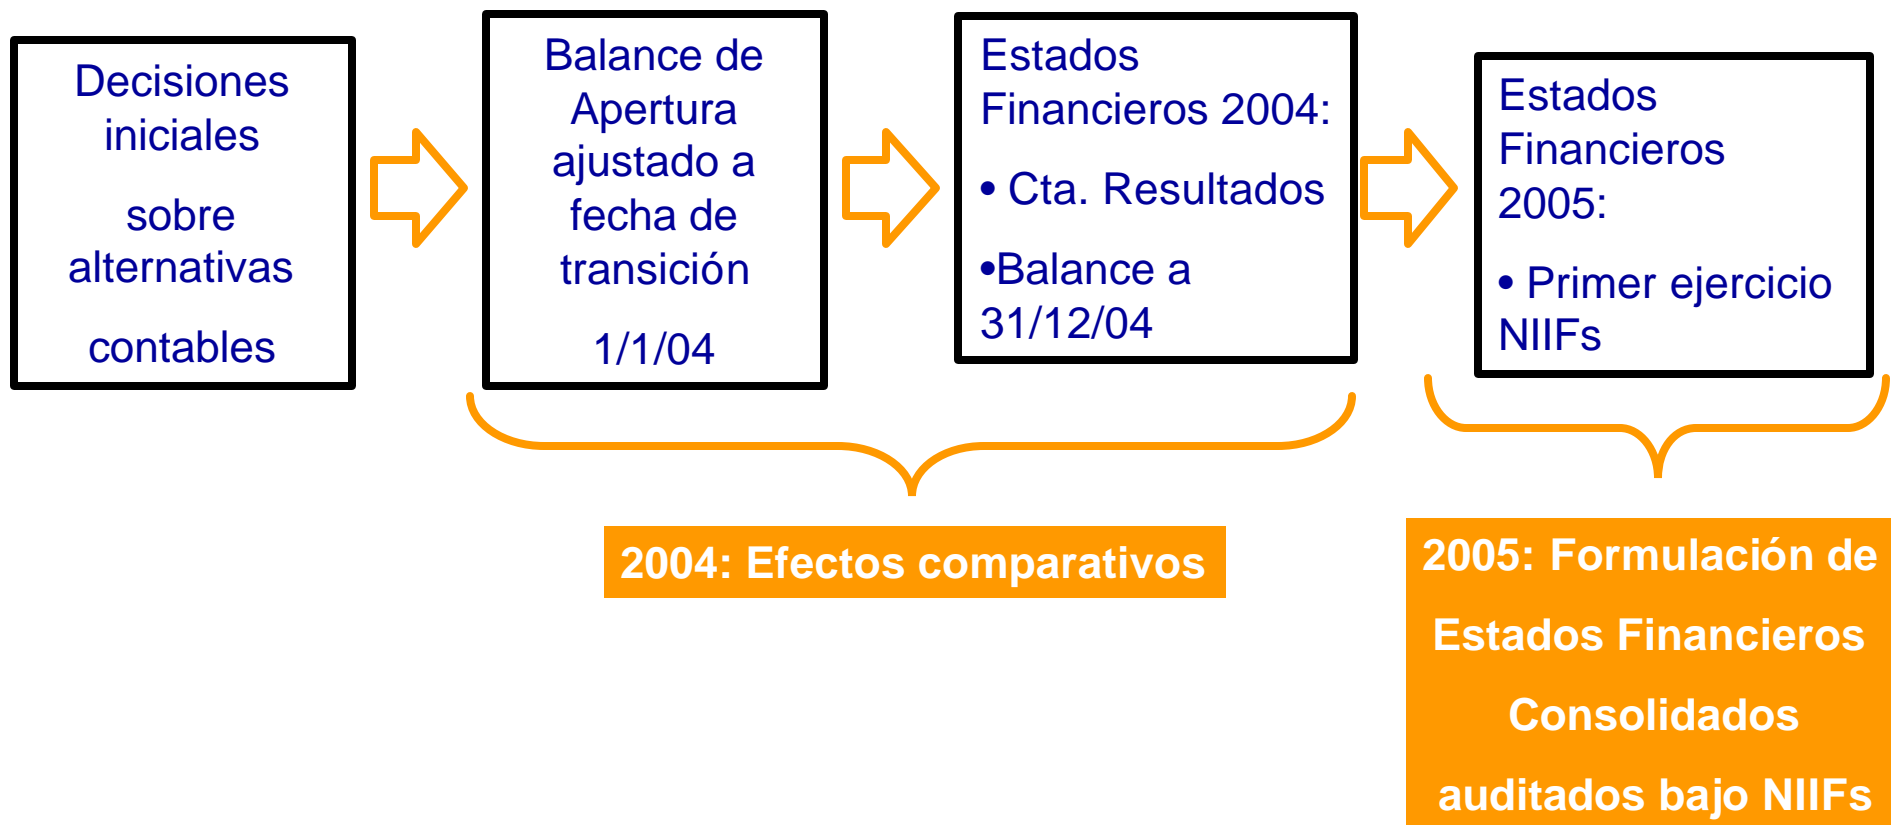 Decisiones
iniciales
sobre
alternativas
contables
Balance de
Apertura
ajustado a
fecha de
transición
1/1/04
Estados
Financieros 2004:
• Cta. Resultados
•Balance a
31/12/04
Estados
Financieros
2005:
• Primer ejercicio
NIIFs
2004: Efectos comparativos
2005: Formulación de
Estados Financieros
Consolidados
auditados bajo NIIFs